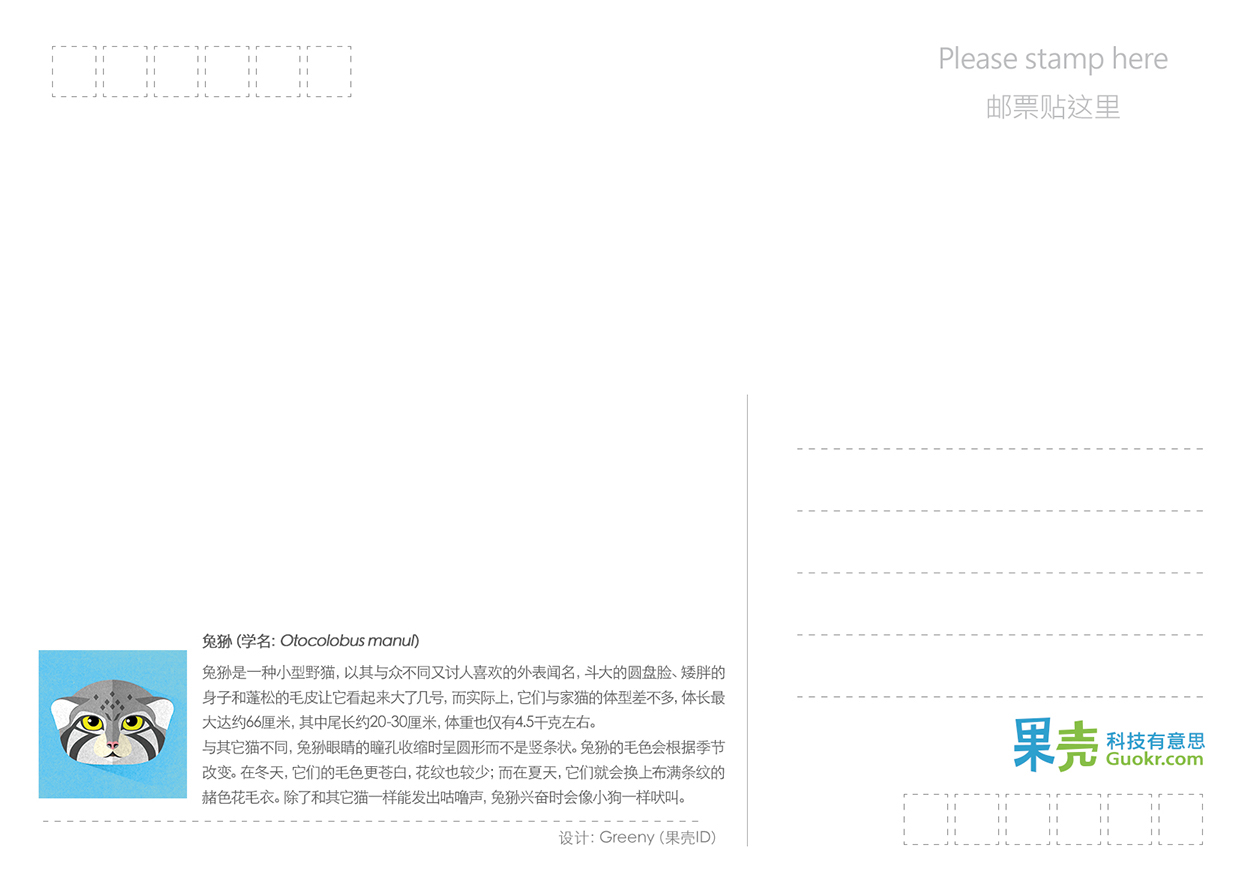 Please stamp here
邮票贴这里
兔狲 (学名: Otocolobus manul)
兔狲是一种小型野猫, 以其与众不同又讨人喜欢的外表闻名, 斗大的圆盘脸、矮胖的
身子和蓬松的毛皮让它看起来大了几号, 而实际上, 它们与家猫的体型差不多, 体长最
大达约66厘米, 其中尾长约20-30厘米, 体重也仅有4.5千克左右。
与其它猫不同, 兔狲眼睛的瞳孔收缩时呈圆形而不是竖条状。兔狲的毛色会根据季节
改变。在冬天, 它们的毛色更苍白, 花纹也较少; 而在夏天, 它们就会换上布满条纹的
赭色花毛衣。除了和其它猫一样能发出咕噜声, 兔狲兴奋时会像小狗一样吠叫。
设计: Greeny (果壳ID)
果壳 科技有意思
Guokr.com